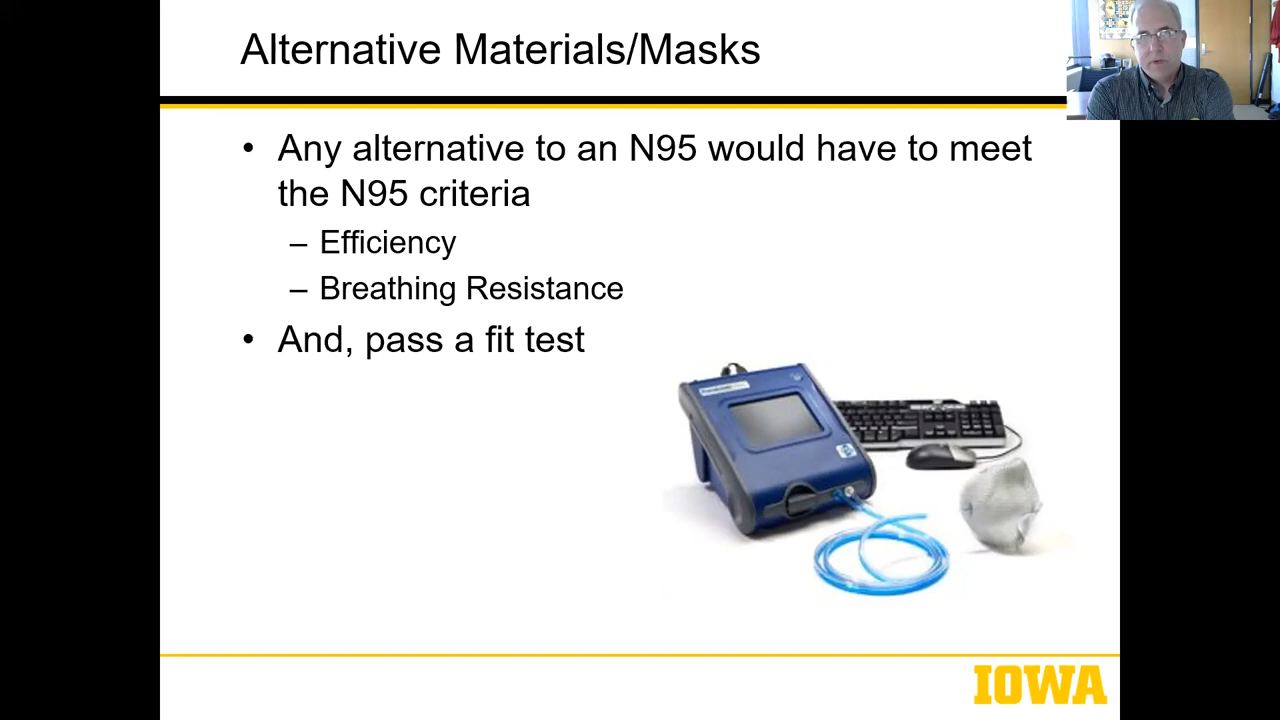 Alternative Materials/Masks
• Any alternative to an N95 would have to meet
the N95 criteria
– Efficiency
– Breathing Resistance
• And, pass a fit test
IOWA